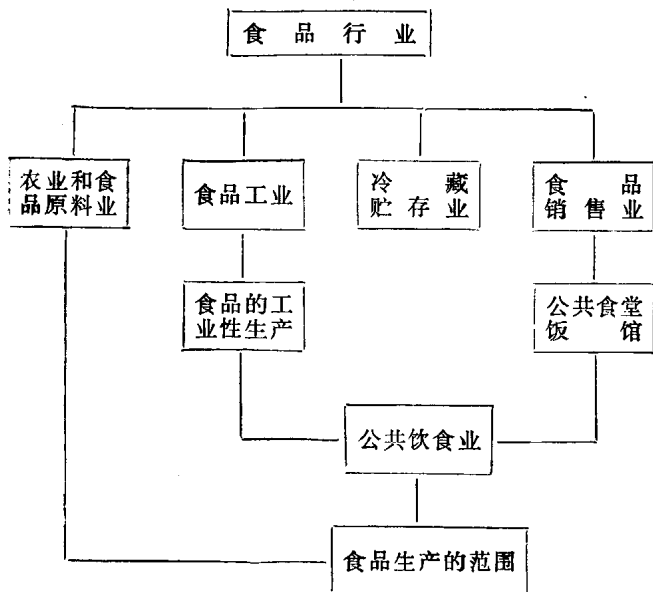 食品行业
农业和食
品原料业
食品工业
冷藏
贮存业
食品
销售业
食品的工
业性生产
公共食堂
饭馆
公共饮食业
食品生产的范围